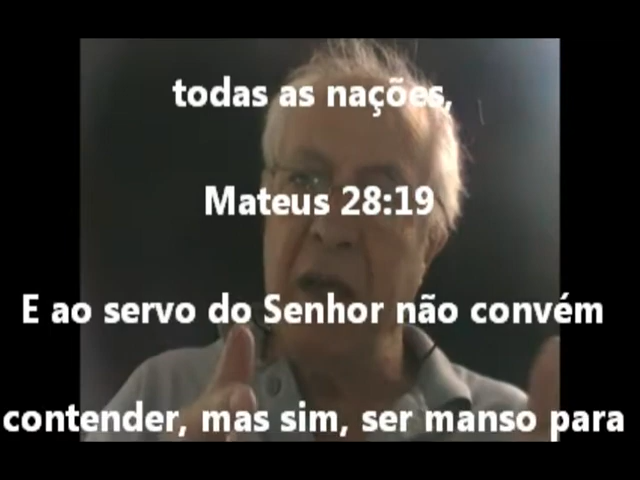 todas as nações,
Mateus 28:19
E ao servo do Senhor não convém
contender, mas sim, ser manso para